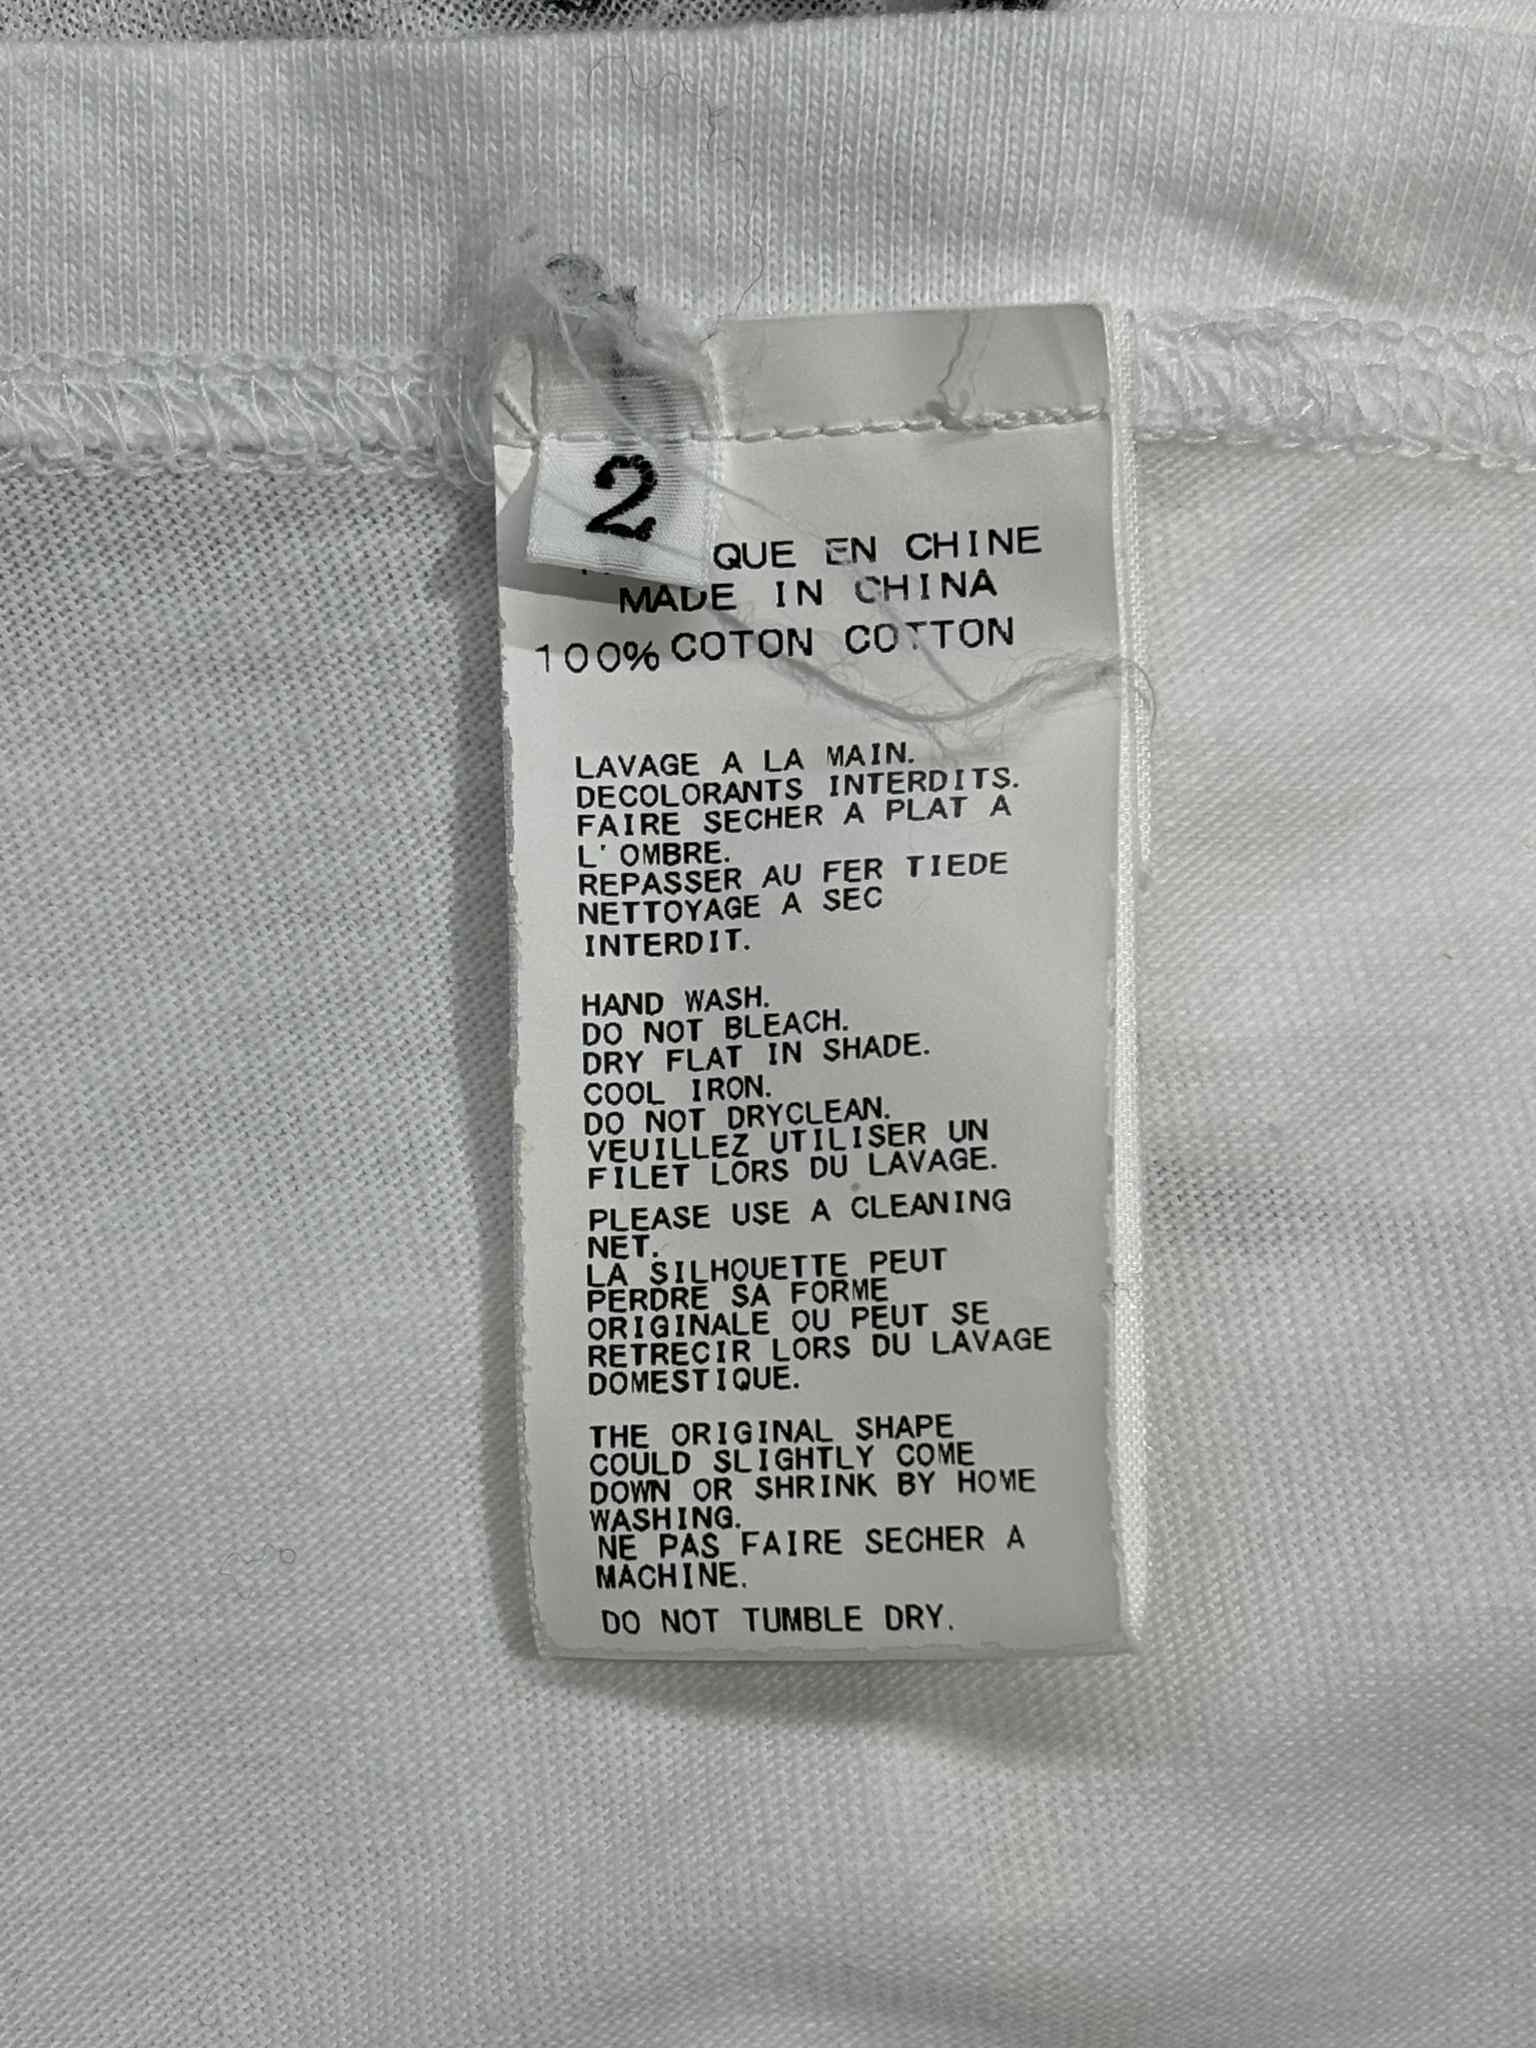 2
QUE EN CHINE
MADE IN CHINA
100% COTON COTTON
LAVAGE A LA MAIN.
DECOLORANTS INTERDITS.
FAIRE SECHER A PLAT A
L'OMBRE.
REPASSER AU FER TIEDE
NETTOYAGE A SEC
INTERDIT.
HAND WASH.
DO NOT BLEACH.
DRY FLAT IN SHADE.
COOL IRON.
DO NOT DRYCLEAN.
VEUILLEZ UTILISER UN
FILET LORS DU LAVAGE.
PLEASE USE A CLEANING
NET.
LA SILHOUETTE PEUT
PERDRE SA FORME
ORIGINALE OU PEUT SE
RETRECIR LORS DU LAVAGE
DOMESTIQUE.
THE ORIGINAL SHAPE
COULD SLIGHTLY COME
DOWN OR SHRINK BY HOME
WASHING.
NE PAS FAIRE SECHER A
MACHINE.
DO NOT TUMBLE DRY.